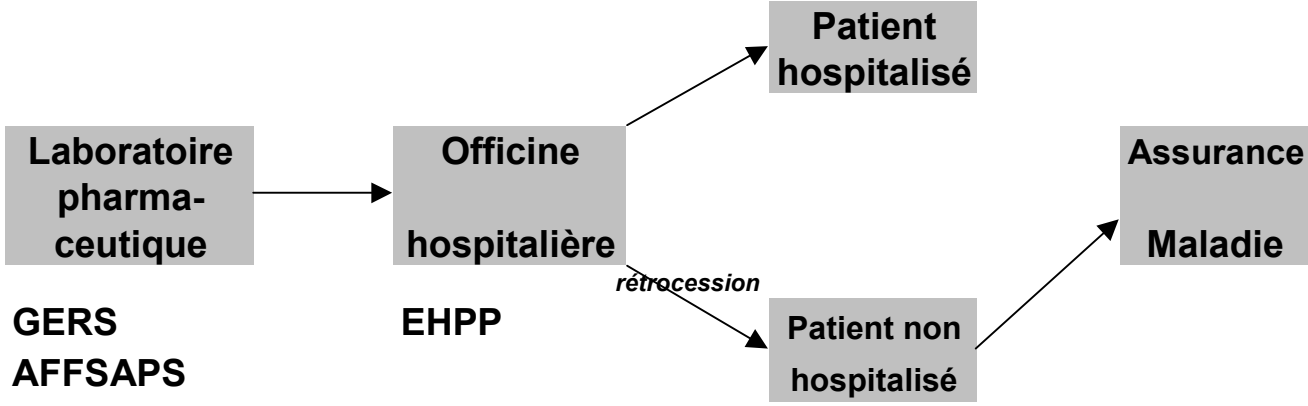 Patient
hospitalisé
Laboratoire
pharma-
ceutique
Officine
hospitalière
Assurance
Maladie
rétrocession
GERS
AFFSAPS
EHPP
Patient non
hospitalisé